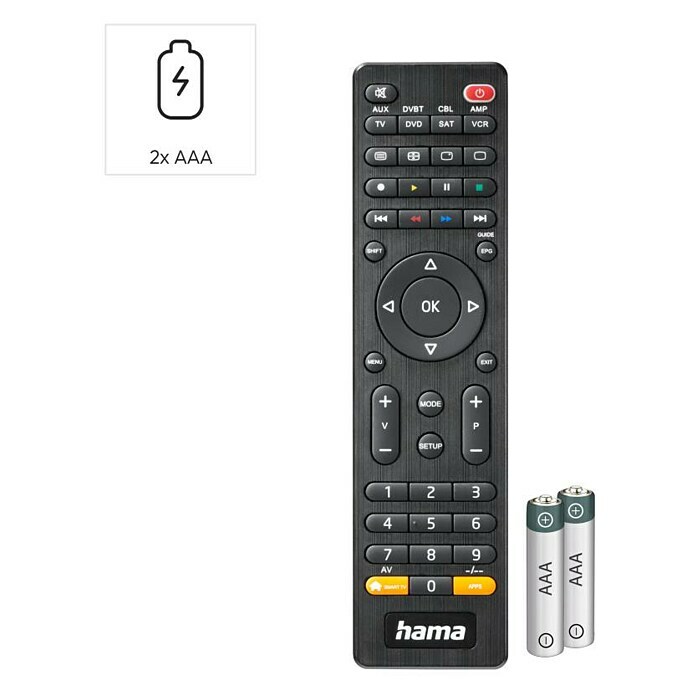 2x AAA
AUX DVBT CBL AMP
TV DVD SAT VCR
GUIDE
SHIFT EPG
OK
MENU EXIT
+ MODE +
V P
- SETUP -
1 2 3
4 5 6
7 8 9
AV -/--
SMART TV 0 APPS
hama
AAA AAA